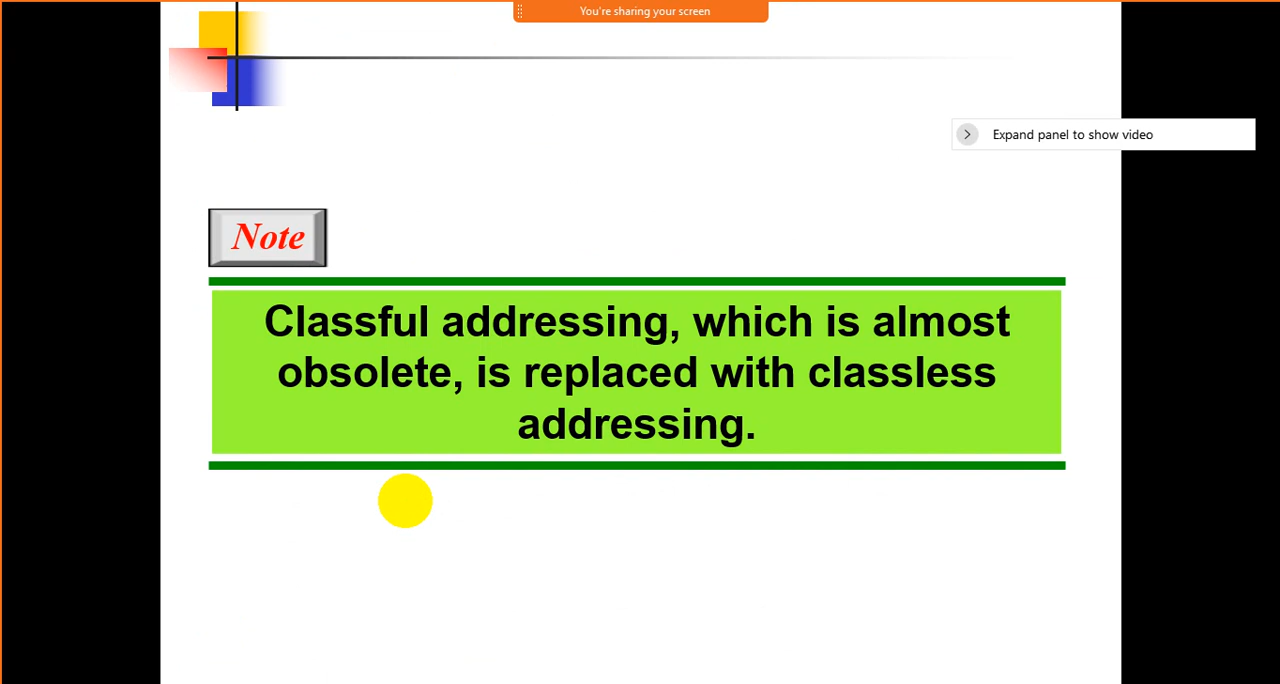 You're sharing your screen
Expand panel to show video
Note
Classful addressing, which is almost
obsolete, is replaced with classless
addressing.